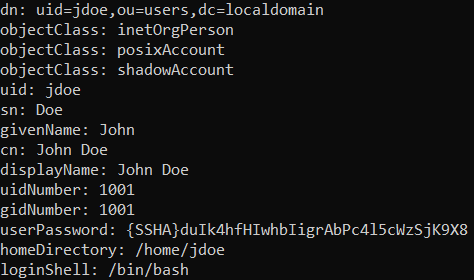 dn: uid=jdoe,ou=users,dc=localdomain
objectClass: inetOrgPerson
objectClass: posixAccount
objectClass: shadowAccount
uid: jdoe
sn: Doe
givenName: John
cn: John Doe
displayName: John Doe
uidNumber: 1001
gidNumber: 1001
userPassword: {SSHA}duIk4hfHIwhbIigrAbPc4l5cWzSjK9X8
homeDirectory: /home/jdoe
loginShell: /bin/bash